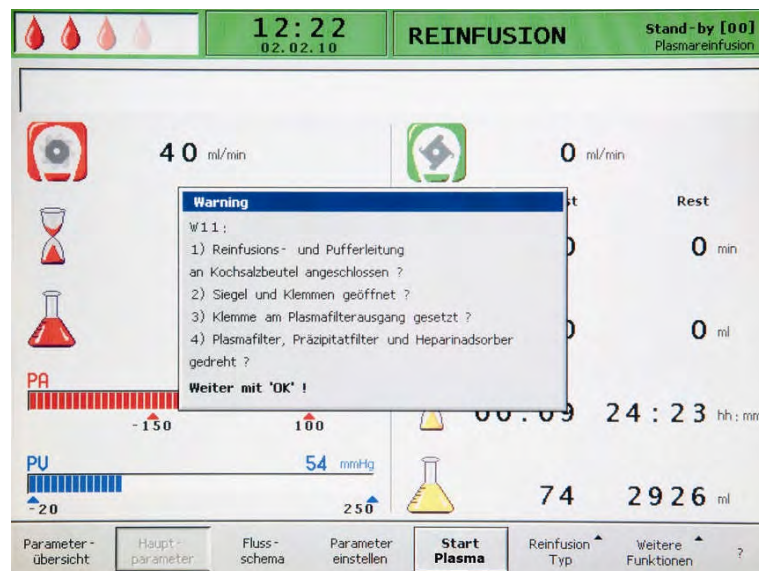 12:22
02.02.10
REINFUSION
Stand-by [00]
Plasmareinfusion
40 ml/min
0 ml/min
Rest
0 min
0 ml
Warning
W11:
1) Reinfusions- und Pufferleitung
an Kochsalzbeutel angeschlossen ?
2) Siegel und Klemmen geöffnet ?
3) Klemme am Plasmafilterausgang gesetzt ?
4) Plasmafilter, Präzipitatfilter und Heparinadsorber
gedreht ?
Weiter mit 'OK' !
PA
-150 100
24:23 hh:mm
PV 54 mmHg
-20 250
74 2926 ml
Parameter-
übersicht
Haupt-
parameter
Fluss-
schema
Parameter
einstellen
Start
Plasma
Reinfusion
Typ
Weitere
Funktionen
?